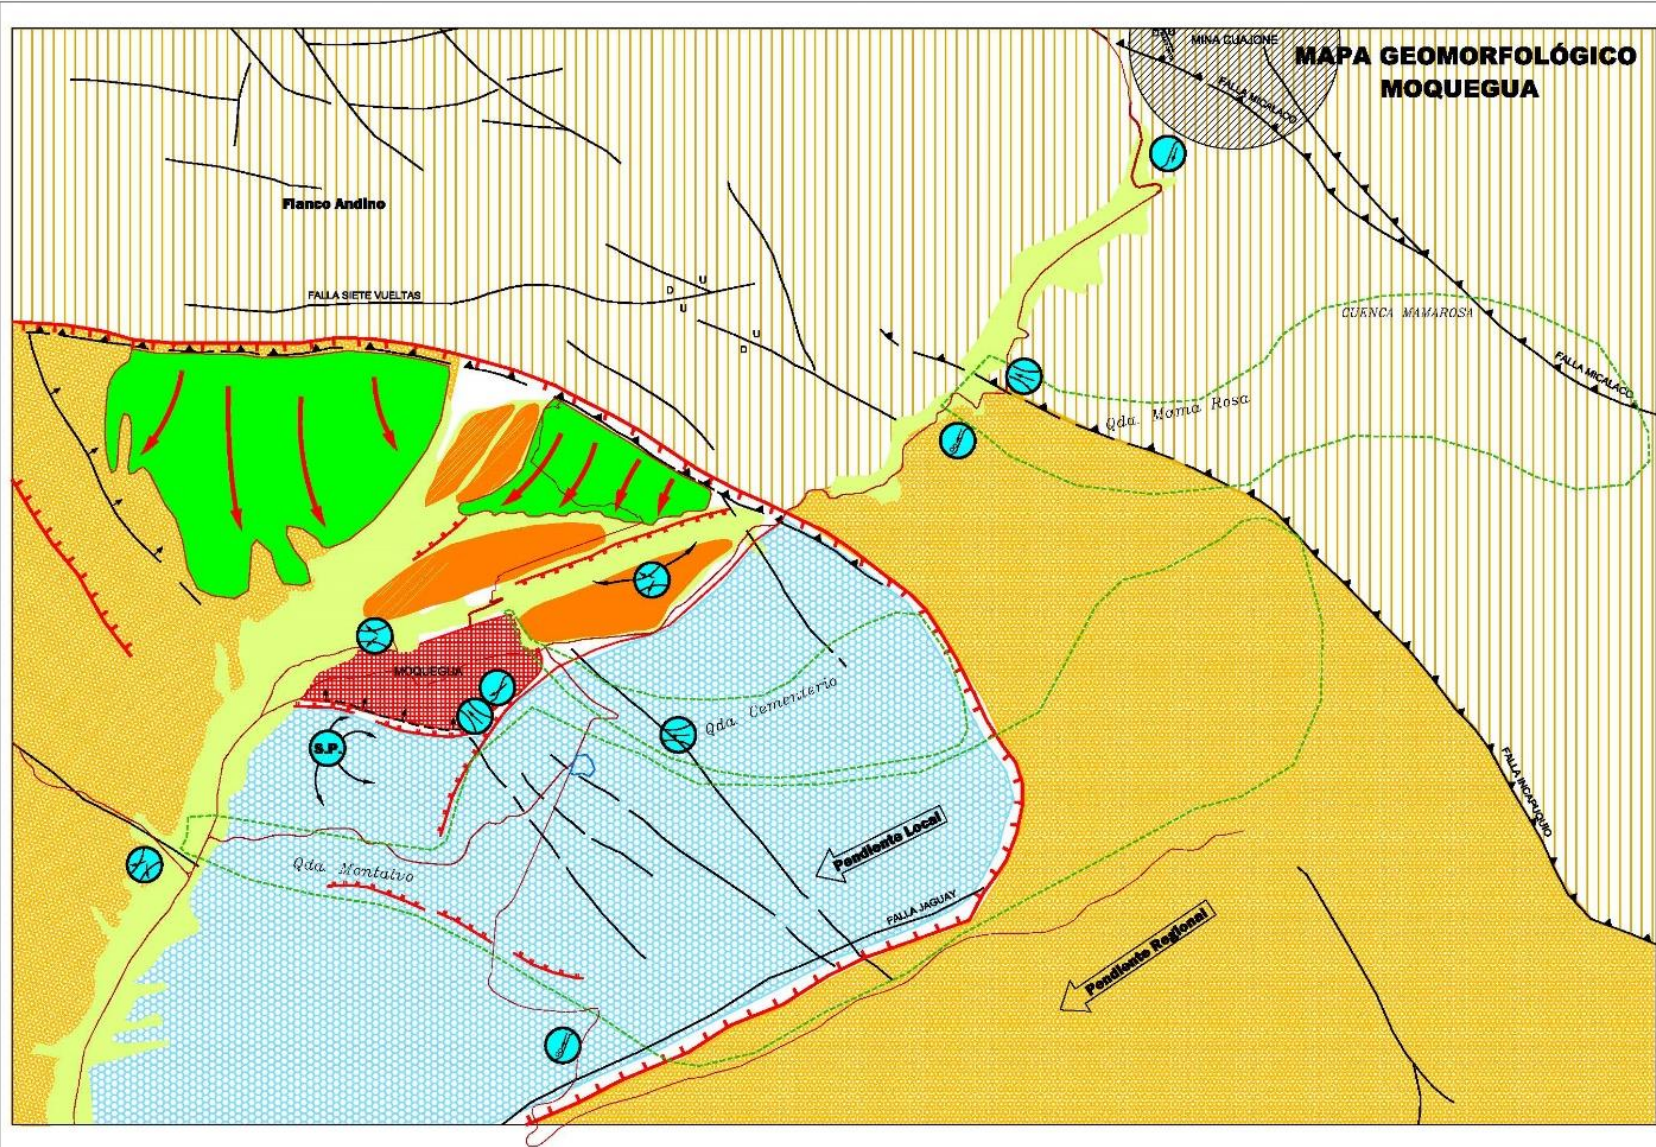 MINA CUAJONE
MAPA GEOMORFOLÓGICO
MOQUEGUA
FALLA MICALACO
Flanco Andino
FALLA SIETE VUELTAS
U
D
U
U
D
CUENCA MAMAROSA
FALLA MICALACO
Qda. Mama Rosa
MOQUEGUA
Qda. Cementerio
S.P.
FALLA INCAPUQUIO
Pendiente Local
Qda. Montalvo
FALLA JAGUAY
Pendiente Regional